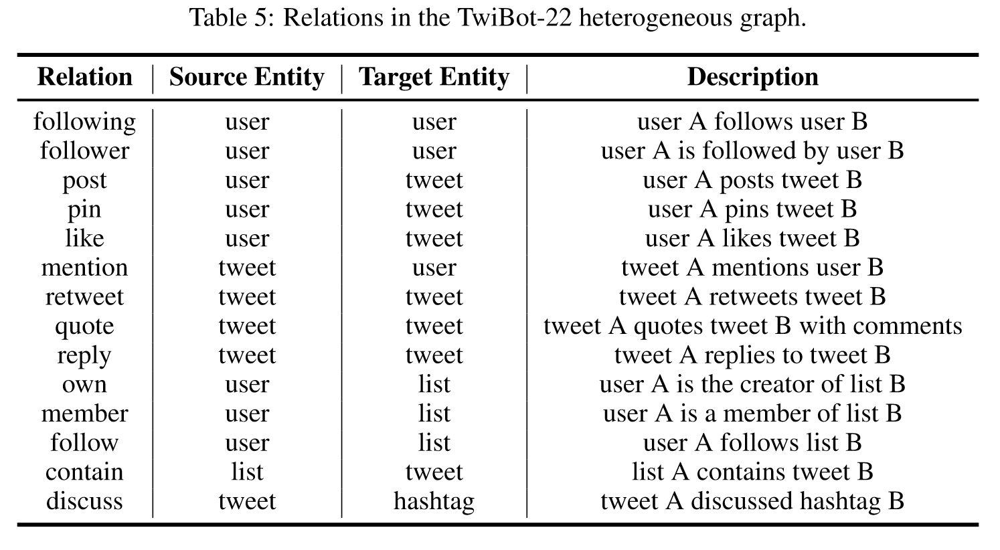 Table 5: Relations in the TwiBot-22 heterogeneous graph.
Relation Source Entity Target Entity Description
following user user user A follows user B
follower user user user A is followed by user B
post user tweet user A posts tweet B
pin user tweet user A pins tweet B
like user tweet user A likes tweet B
mention tweet user tweet A mentions user B
retweet tweet tweet tweet A retweets tweet B
quote tweet tweet tweet A quotes tweet B with comments
reply tweet tweet tweet A replies to tweet B
own user list user A is the creator of list B
member user list user A is a member of list B
follow user list user A follows list B
contain list tweet list A contains tweet B
discuss tweet hashtag tweet A discussed hashtag B